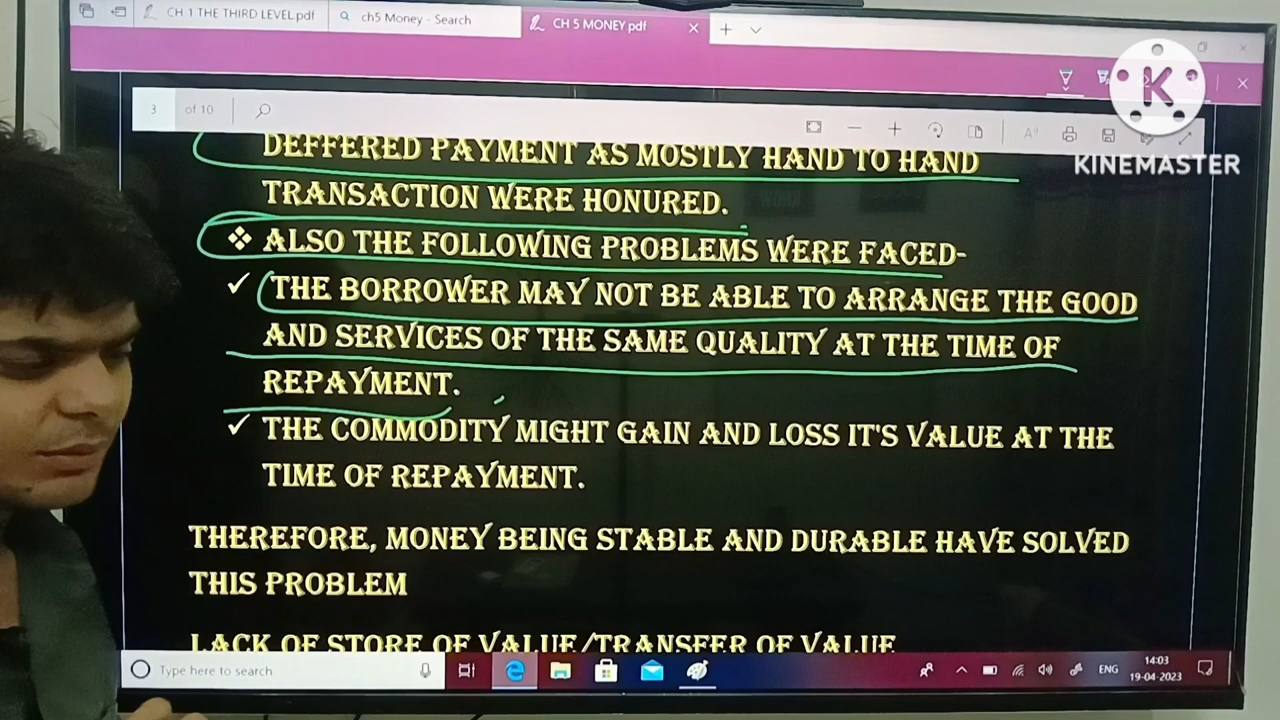 CH 1 THE THIRD LEVEL.pdf
ch5 Money - Search
CH 5 MONEY.pdf
3 of 10
K
KINEMASTER
DEFFERED PAYMENT AS MOSTLY HAND TO HAND
TRANSACTION WERE HONURED.
❖ ALSO THE FOLLOWING PROBLEMS WERE FACED-
✓ THE BORROWER MAY NOT BE ABLE TO ARRANGE THE GOOD
AND SERVICES OF THE SAME QUALITY AT THE TIME OF
REPAYMENT.
✓ THE COMMODITY MIGHT GAIN AND LOSS IT'S VALUE AT THE
TIME OF REPAYMENT.
THEREFORE, MONEY BEING STABLE AND DURABLE HAVE SOLVED
THIS PROBLEM
LACK OF STORE OF VALUE/TRANSFER OF VALUE
Type here to search
ENG
14:03
19-04-2023